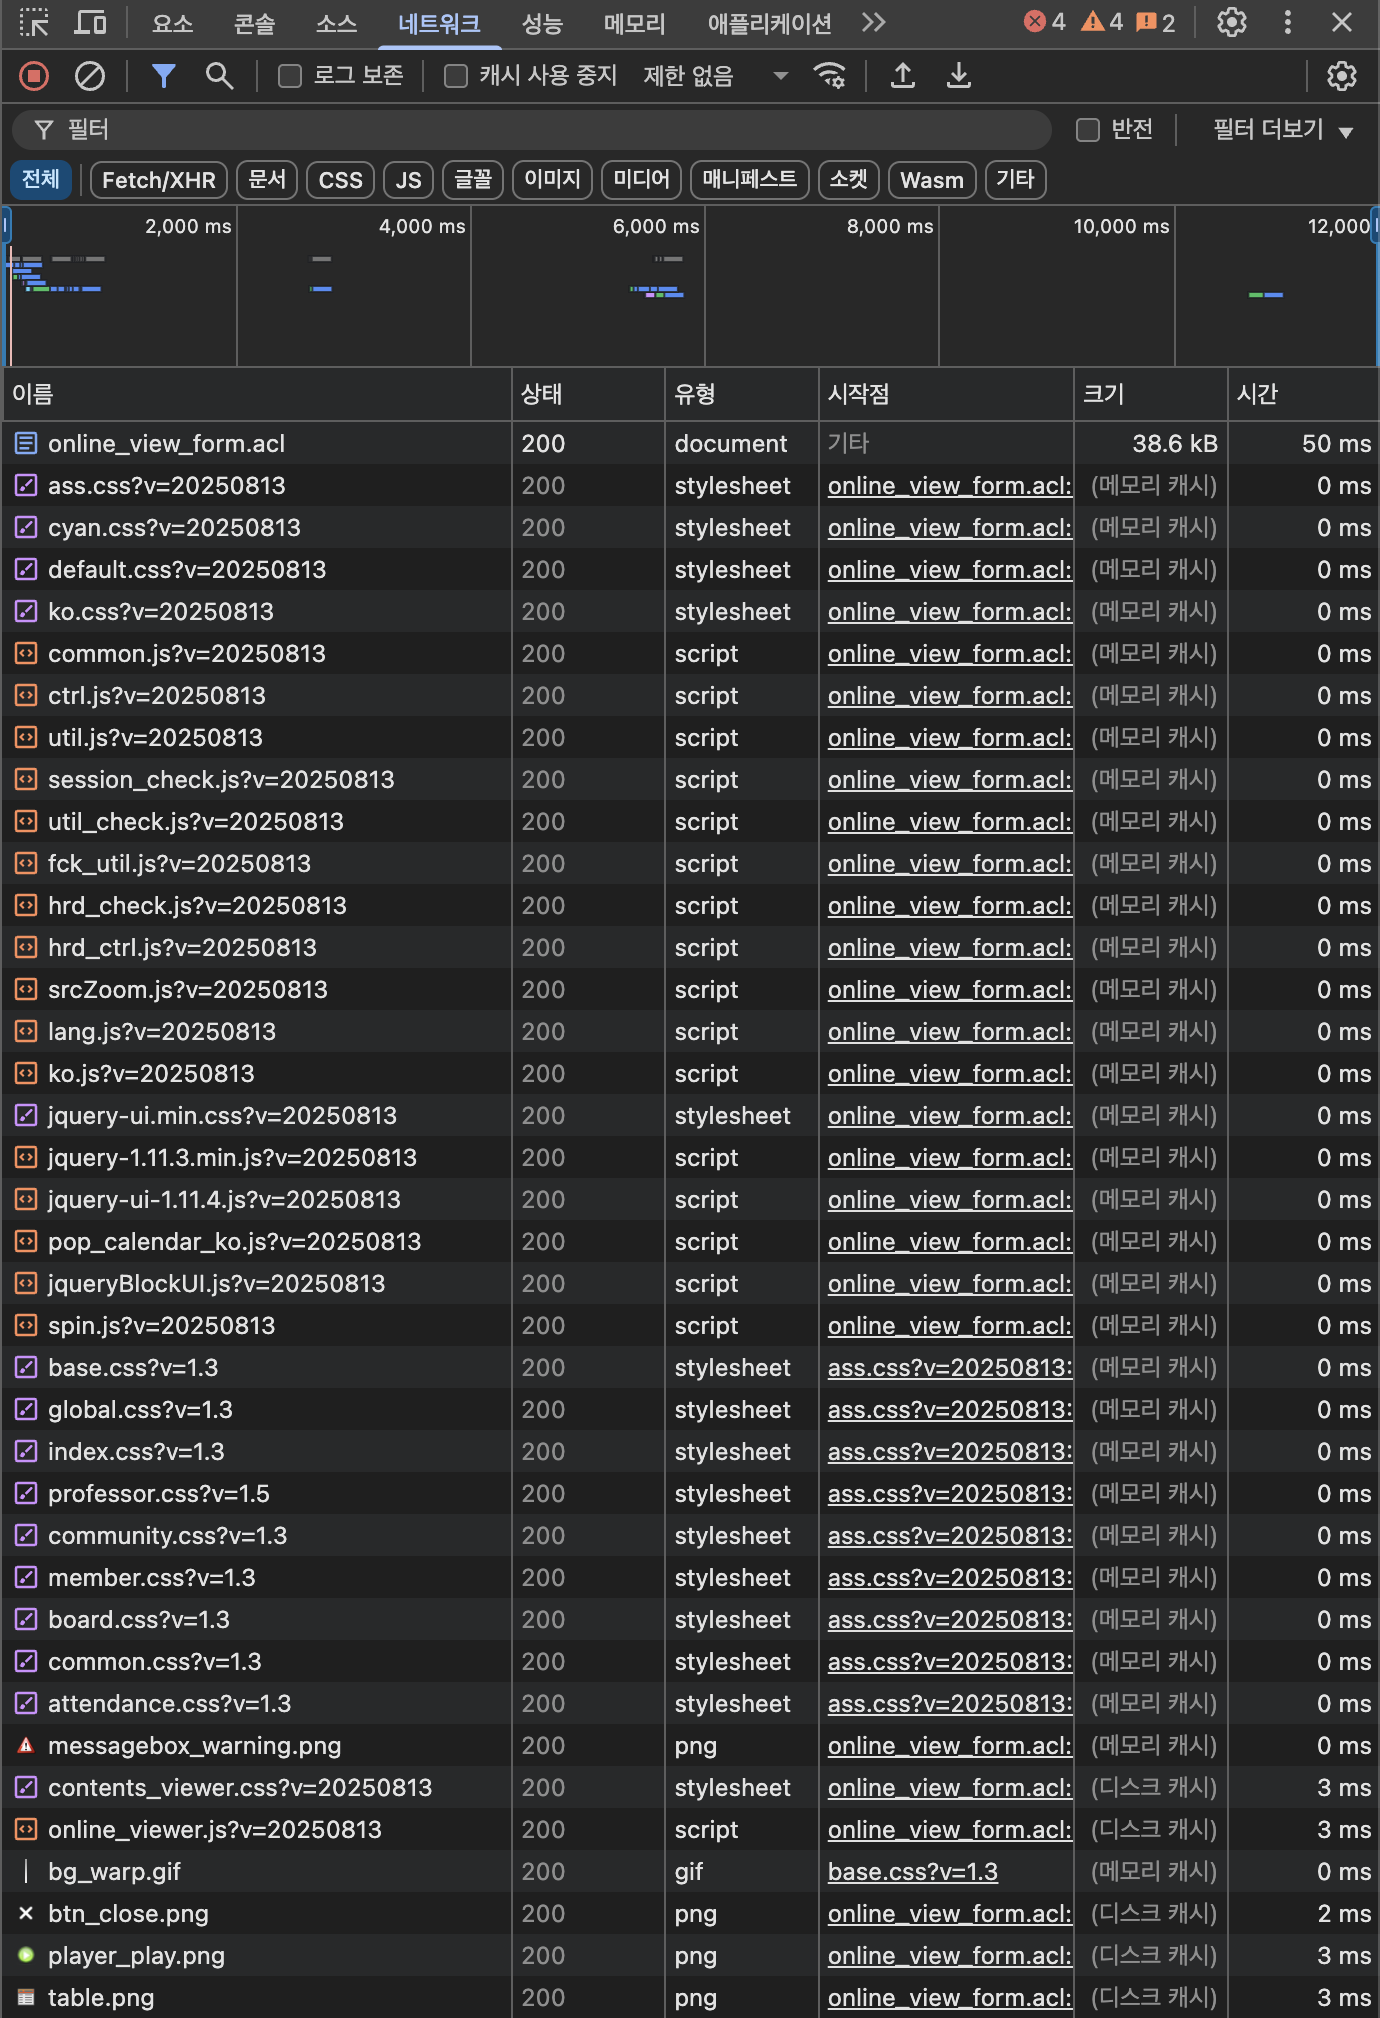 요소 콘솔 소스 네트워크 성능 메모리 애플리케이션 4 4 2
로그 보존 캐시 사용 중지 제한 없음
필터 반전 필터 더보기
전체 Fetch/XHR 문서 CSS JS 글꼴 이미지 미디어 매니페스트 소켓 Wasm 기타
2,000 ms 4,000 ms 6,000 ms 8,000 ms 10,000 ms 12,000
이름 상태 유형 시작점 크기 시간
online_view_form.acl 200 document 기타 38.6 kB 50 ms
ass.css?v=20250813 200 stylesheet online_view_form.acl: (메모리 캐시) 0 ms
cyan.css?v=20250813 200 stylesheet online_view_form.acl: (메모리 캐시) 0 ms
default.css?v=20250813 200 stylesheet online_view_form.acl: (메모리 캐시) 0 ms
ko.css?v=20250813 200 stylesheet online_view_form.acl: (메모리 캐시) 0 ms
common.js?v=20250813 200 script online_view_form.acl: (메모리 캐시) 0 ms
ctrl.js?v=20250813 200 script online_view_form.acl: (메모리 캐시) 0 ms
util.js?v=20250813 200 script online_view_form.acl: (메모리 캐시) 0 ms
session_check.js?v=20250813 200 script online_view_form.acl: (메모리 캐시) 0 ms
util_check.js?v=20250813 200 script online_view_form.acl: (메모리 캐시) 0 ms
fck_util.js?v=20250813 200 script online_view_form.acl: (메모리 캐시) 0 ms
hrd_check.js?v=20250813 200 script online_view_form.acl: (메모리 캐시) 0 ms
hrd_ctrl.js?v=20250813 200 script online_view_form.acl: (메모리 캐시) 0 ms
srcZoom.js?v=20250813 200 script online_view_form.acl: (메모리 캐시) 0 ms
lang.js?v=20250813 200 script online_view_form.acl: (메모리 캐시) 0 ms
ko.js?v=20250813 200 script online_view_form.acl: (메모리 캐시) 0 ms
jquery-ui.min.css?v=20250813 200 stylesheet online_view_form.acl: (메모리 캐시) 0 ms
jquery-1.11.3.min.js?v=20250813 200 script online_view_form.acl: (메모리 캐시) 0 ms
jquery-ui-1.11.4.js?v=20250813 200 script online_view_form.acl: (메모리 캐시) 0 ms
pop_calendar_ko.js?v=20250813 200 script online_view_form.acl: (메모리 캐시) 0 ms
jqueryBlockUI.js?v=20250813 200 script online_view_form.acl: (메모리 캐시) 0 ms
spin.js?v=20250813 200 script online_view_form.acl: (메모리 캐시) 0 ms
base.css?v=1.3 200 stylesheet ass.css?v=20250813: (메모리 캐시) 0 ms
global.css?v=1.3 200 stylesheet ass.css?v=20250813: (메모리 캐시) 0 ms
index.css?v=1.3 200 stylesheet ass.css?v=20250813: (메모리 캐시) 0 ms
professor.css?v=1.5 200 stylesheet ass.css?v=20250813: (메모리 캐시) 0 ms
community.css?v=1.3 200 stylesheet ass.css?v=20250813: (메모리 캐시) 0 ms
member.css?v=1.3 200 stylesheet ass.css?v=20250813: (메모리 캐시) 0 ms
board.css?v=1.3 200 stylesheet ass.css?v=20250813: (메모리 캐시) 0 ms
common.css?v=1.3 200 stylesheet ass.css?v=20250813: (메모리 캐시) 0 ms
attendance.css?v=1.3 200 stylesheet ass.css?v=20250813: (메모리 캐시) 0 ms
messagebox_warning.png 200 png online_view_form.acl: (메모리 캐시) 0 ms
contents_viewer.css?v=20250813 200 stylesheet online_view_form.acl: (디스크 캐시) 3 ms
online_viewer.js?v=20250813 200 script online_view_form.acl: (디스크 캐시) 3 ms
bg_warp.gif 200 gif base.css?v=1.3 (메모리 캐시) 0 ms
btn_close.png 200 png online_view_form.acl: (디스크 캐시) 2 ms
player_play.png 200 png online_view_form.acl: (디스크 캐시) 3 ms
table.png 200 png online_view_form.acl: (디스크 캐시) 3 ms